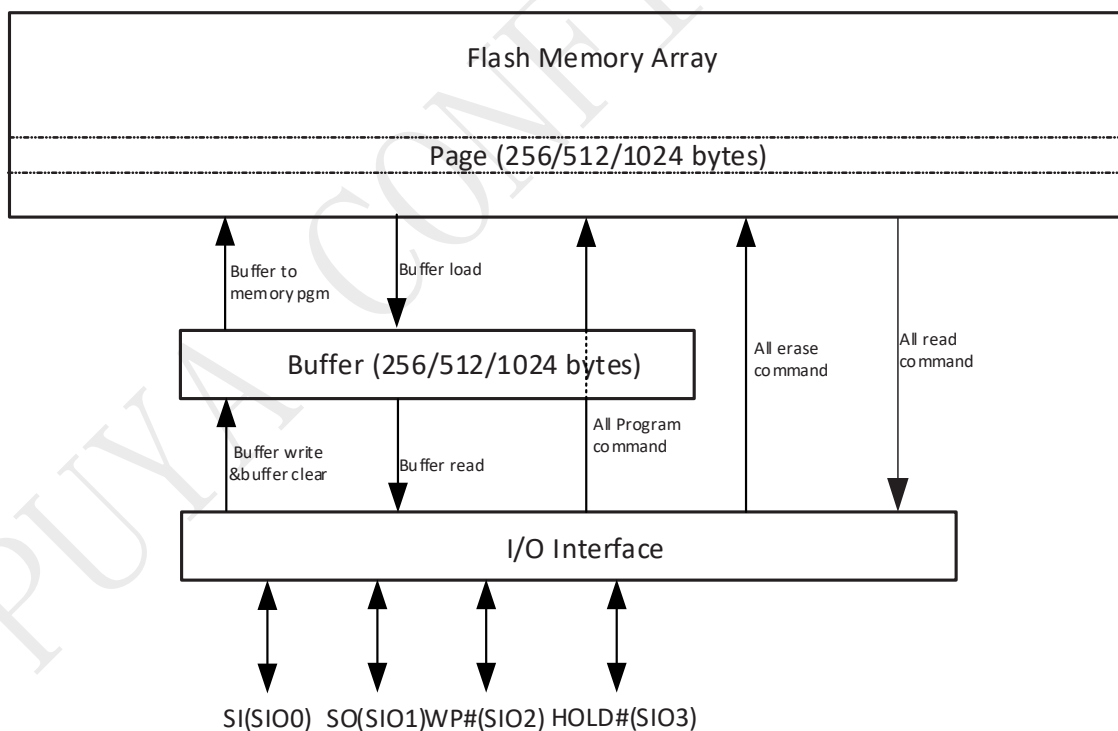 Flash Memory Array
Page (256/512/1024 bytes)
Buffer to
memory pgm
Buffer load
All erase
command
All read
command
Buffer (256/512/1024 bytes)
Buffer write
&buffer clear
Buffer read
All Program
command
I/O Interface
SI(SIO0) SO(SIO1)WP#(SIO2) HOLD#(SIO3)
PUYA CONF